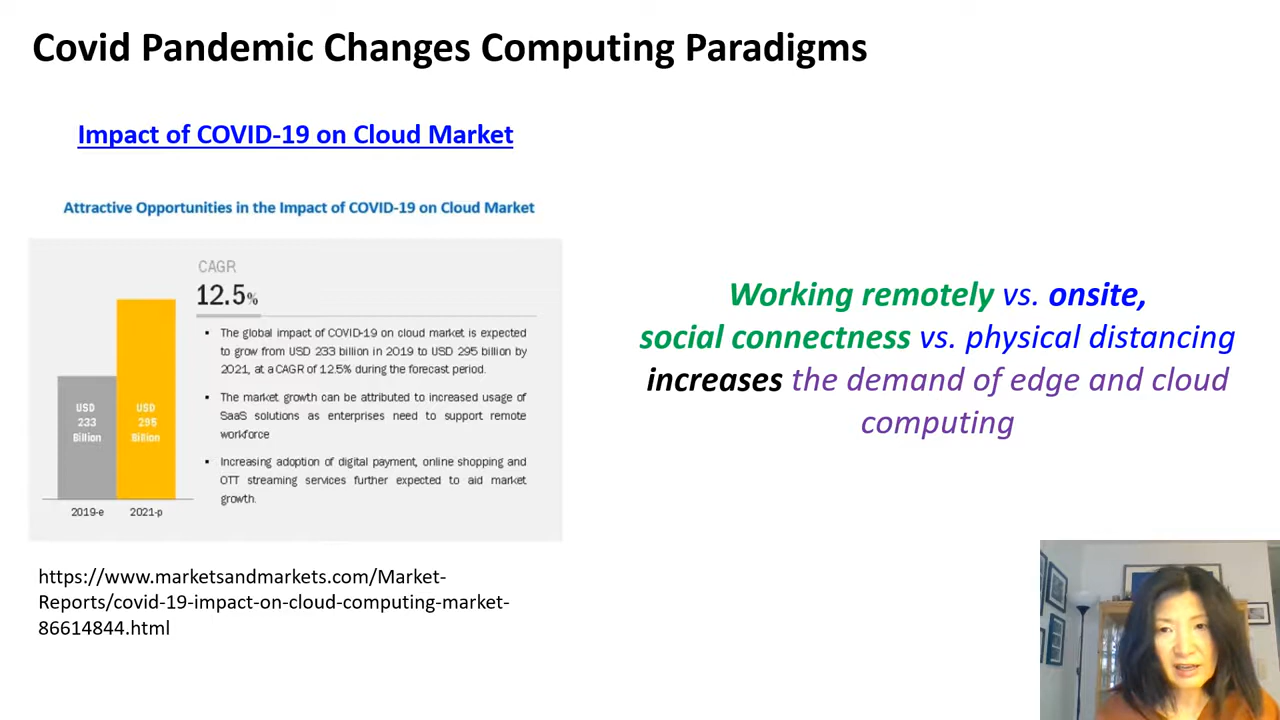 Covid Pandemic Changes Computing Paradigms
Impact of COVID-19 on Cloud Market
Attractive Opportunities in the Impact of COVID-19 on Cloud Market
CAGR
12.5%
USD
233
Billion
USD
295
Billion
2019-e
2021-p
▪ The global impact of COVID-19 on cloud market is expected
to grow from USD 233 billion in 2019 to USD 295 billion by
2021, at a CAGR of 12.5% during the forecast period.
▪ The market growth can be attributed to increased usage of
SaaS solutions as enterprises need to support remote
workforce
▪ Increasing adoption of digital payment, online shopping and
OTT streaming services further expected to aid market
growth.
https://www.marketsandmarkets.com/Market-
Reports/covid-19-impact-on-cloud-computing-market-
86614844.html
Working remotely vs. onsite,
social connectness vs. physical distancing
increases the demand of edge and cloud
computing